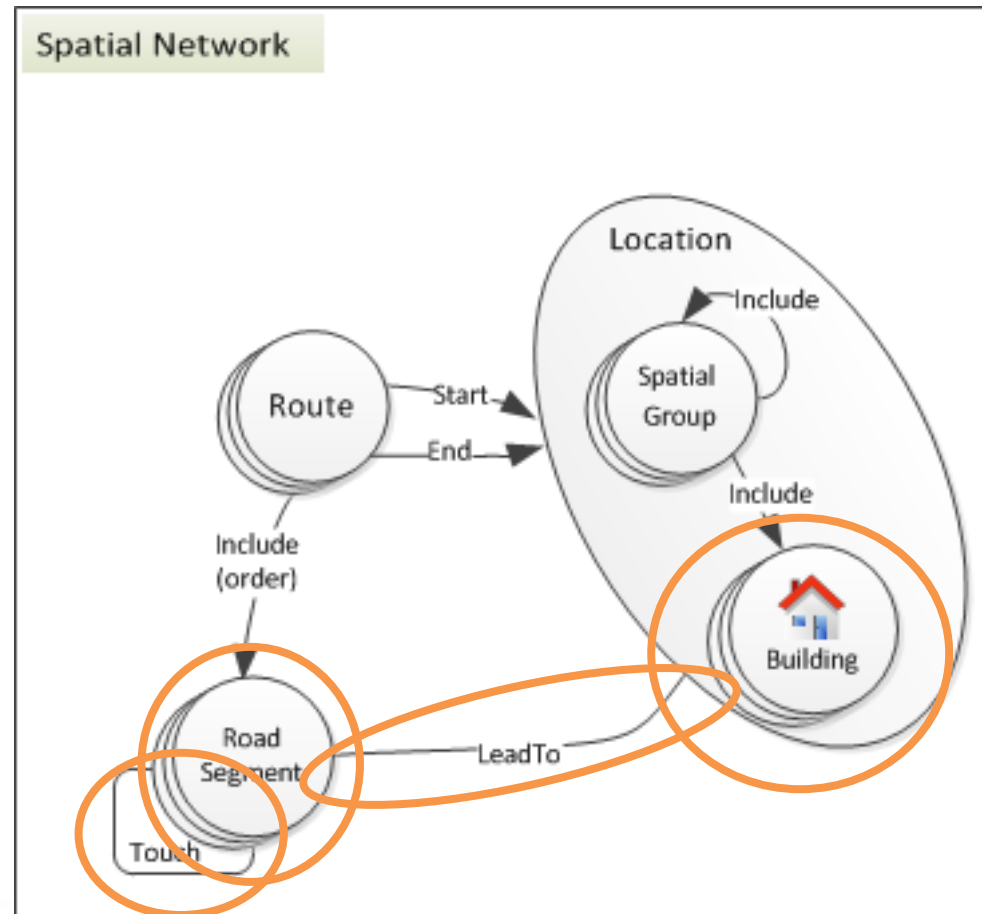 Spatial Network
Location
Include
Spatial
Group
Route
Start
End
Include
Include
(order)
Building
Road
Segment
LeadTo
Touch